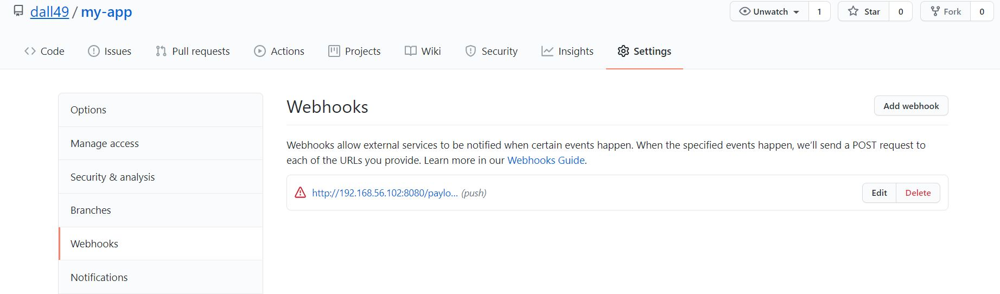 dall49 / my-app
Unwatch 1 Star 0 Fork 0
Code Issues Pull requests Actions Projects Wiki Security Insights Settings
Options
Manage access
Security & analysis
Branches
Webhooks
Notifications
Webhooks
Add webhook
Webhooks allow external services to be notified when certain events happen. When the specified events happen, we’ll send a POST request to
each of the URLs you provide. Learn more in our Webhooks Guide.
http://192.168.56.102:8080/paylo... (push)
Edit Delete